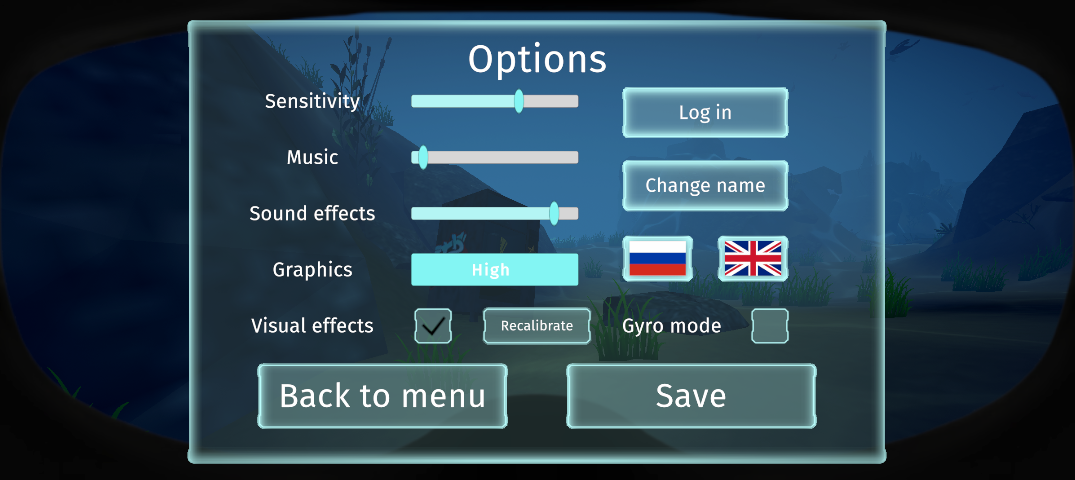 Options
Sensitivity
Log in
Music
Change name
Sound effects
Graphics
High
Visual effects
Recalibrate
Gyro mode
Back to menu
Save